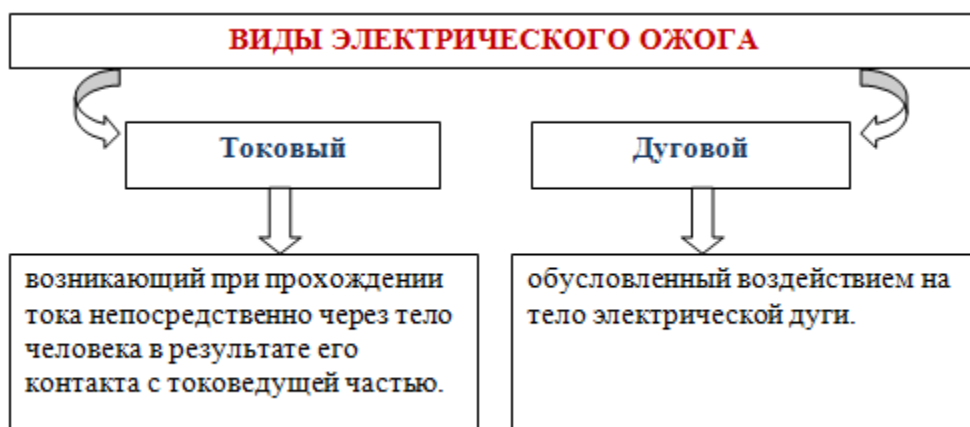 ВИДЫ ЭЛЕКТРИЧЕСКОГО ОЖОГА
Токовый
Дуговой
возникающий при прохождении
тока непосредственно через тело
человека в результате его
контакта с токоведущей частью.
обусловленный воздействием на
тело электрической дуги.